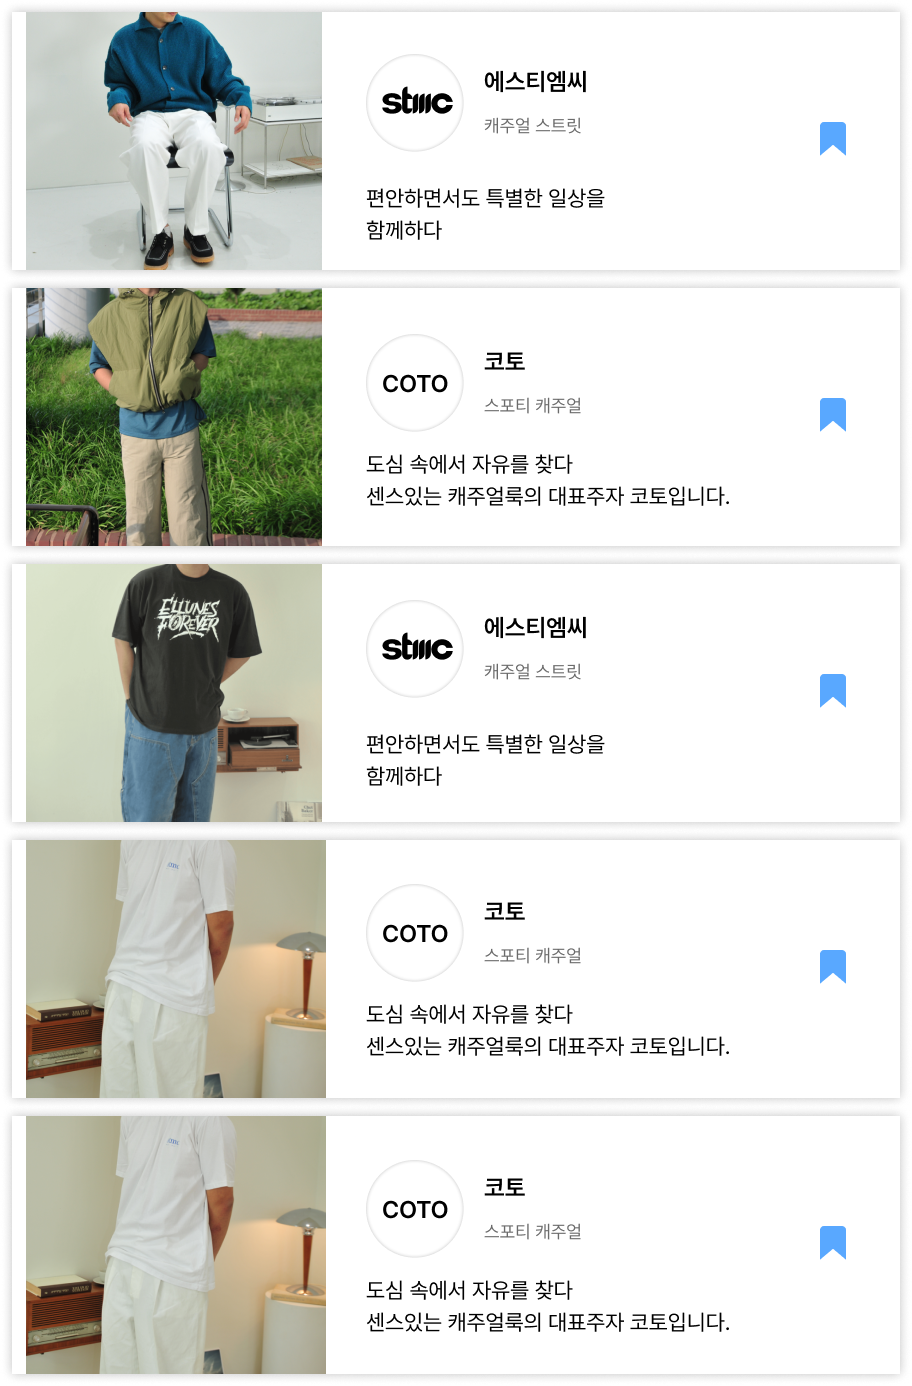 stmc
에스티엠씨
캐주얼 스트릿
편안하면서도 특별한 일상을
함께하다
COTO
코토
스포티 캐주얼
도심 속에서 자유를 찾다
센스있는 캐주얼룩의 대표주자 코토입니다.
ELLUNES
FOREVER
stmc
에스티엠씨
캐주얼 스트릿
편안하면서도 특별한 일상을
함께하다
COTO
코토
스포티 캐주얼
도심 속에서 자유를 찾다
센스있는 캐주얼룩의 대표주자 코토입니다.
COTO
코토
스포티 캐주얼
도심 속에서 자유를 찾다
센스있는 캐주얼룩의 대표주자 코토입니다.